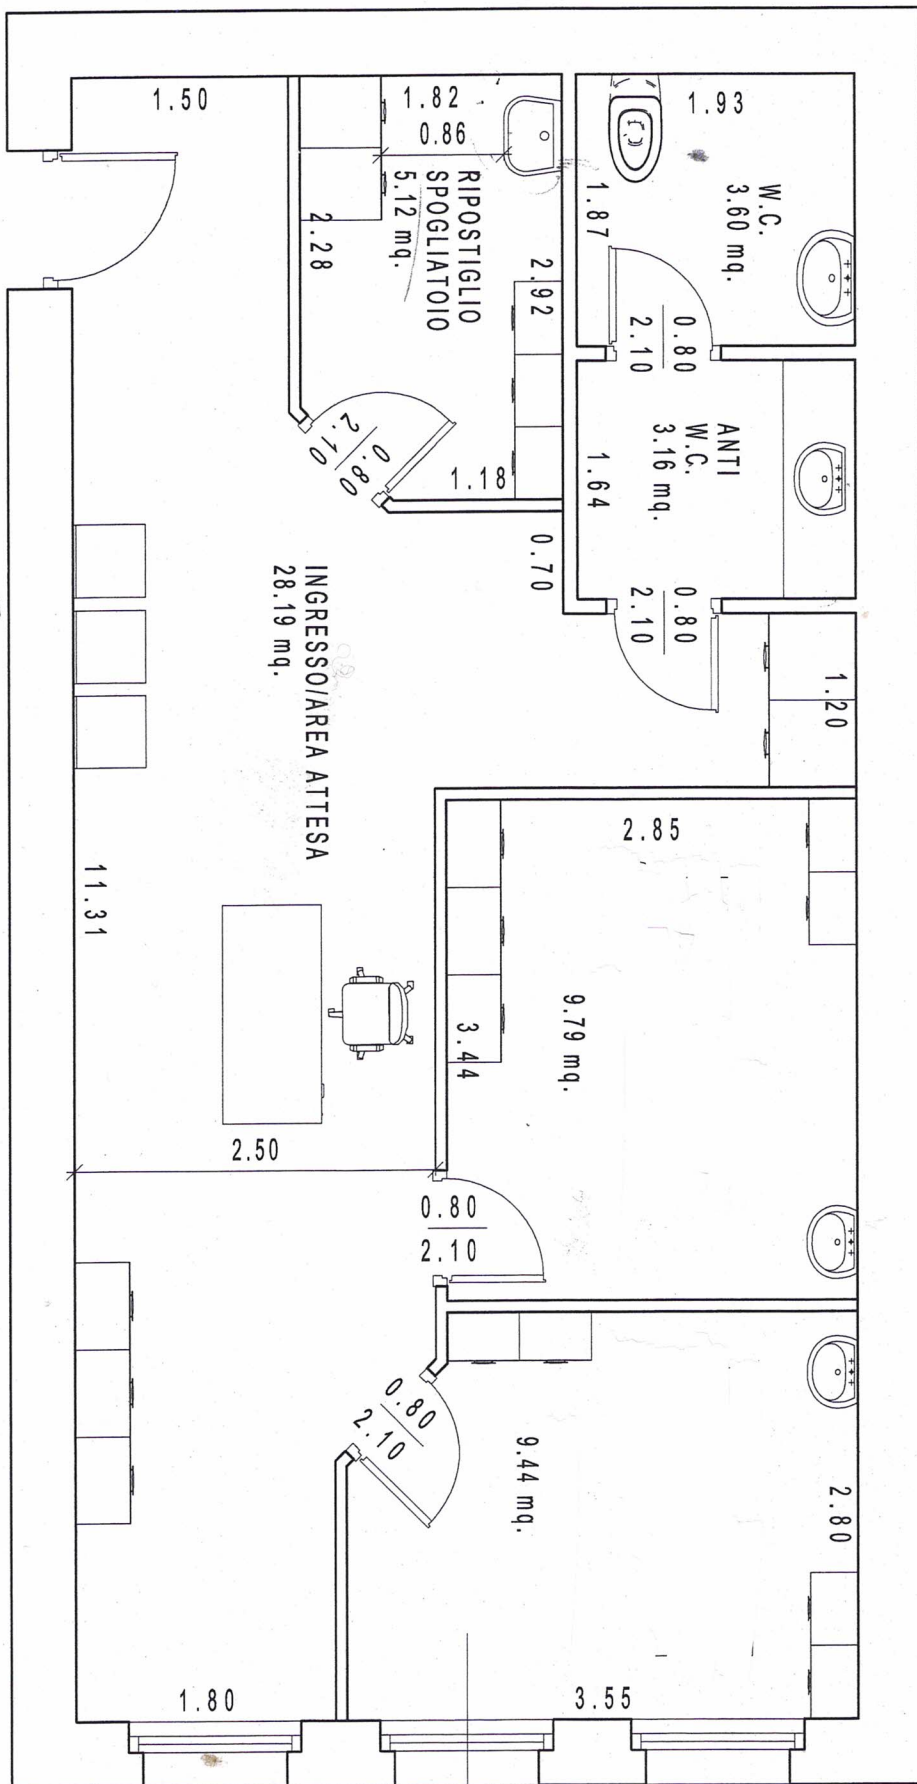 1.50
1.82
0.86
1.93
RIPOSTIGLIO
SPOGLIATOIO
5.12 mq.
2.28
2.92
1.87
W.C.
3.60 mq.
0.80
2.10
0.80
2.10
1.18
ANTI
W.C.
3.16 mq.
1.64
0.70
0.80
2.10
1.20
INGRESSO/AREA ATTESA
28.19 mq.
11.31
2.85
9.79 mq.
3.44
2.50
0.80
2.10
0.80
2.10
9.44 mq.
2.80
1.80
3.55